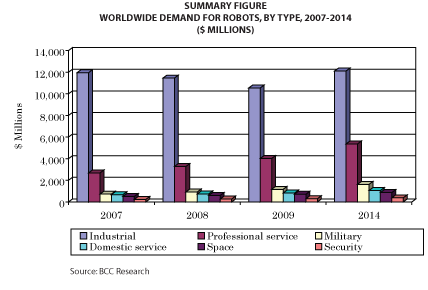 SUMMARY FIGURE
WORLDWIDE DEMAND FOR ROBOTS, BY TYPE, 2007-2014
($ MILLIONS)
$ Millions
14,000
12,000
10,000
8,000
6,000
4,000
2,000
0
2007 2008 2009 2014
Industrial Professional service Military
Domestic service Space Security
Source: BCC Research